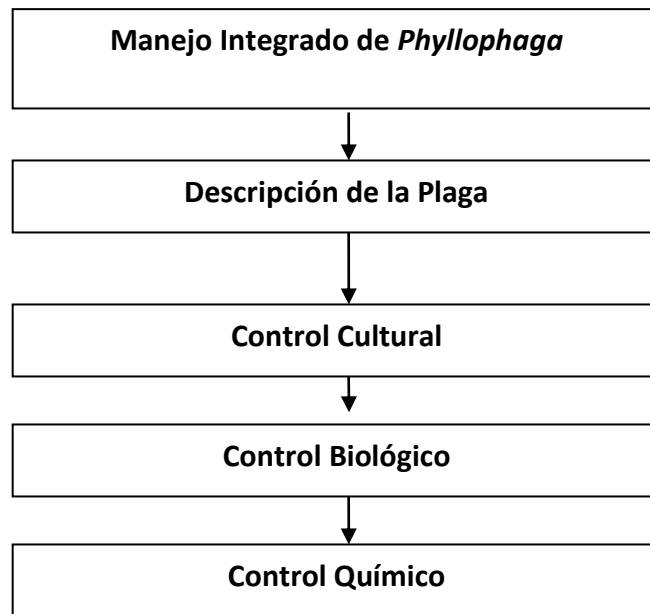 Manejo Integrado de Phyllophaga
Descripción de la Plaga
Control Cultural
Control Biológico
Control Químico